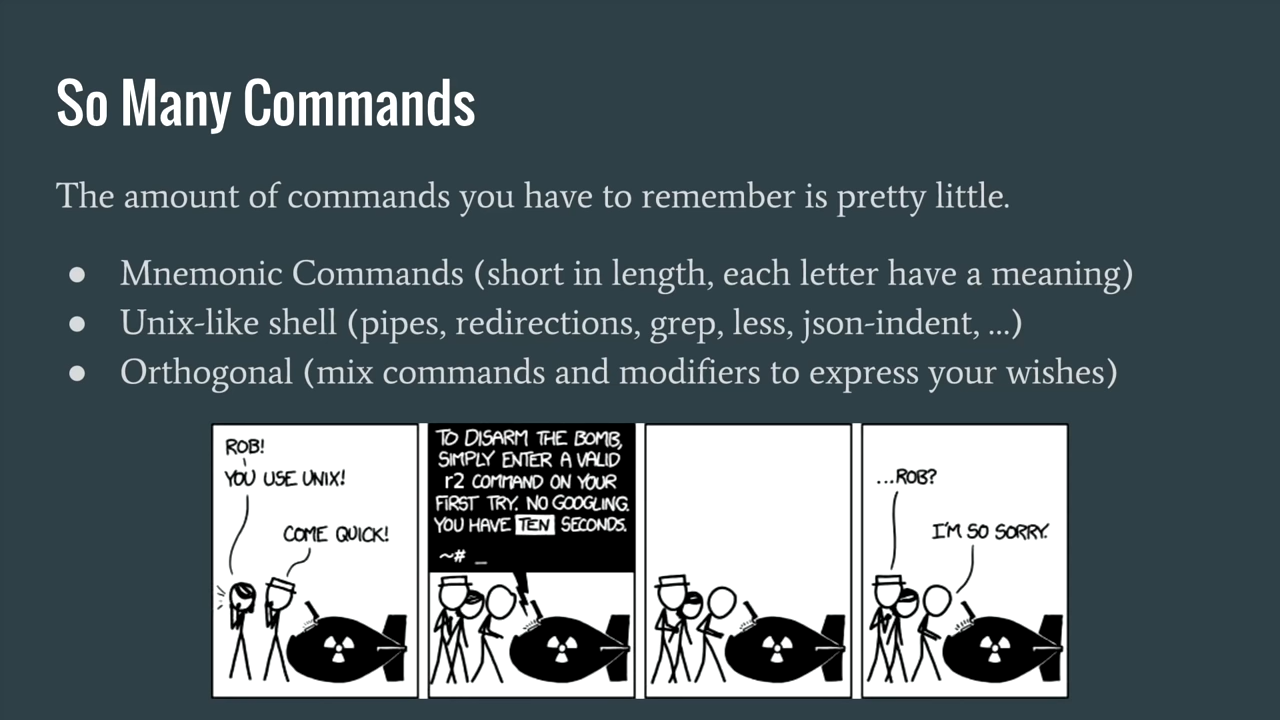 So Many Commands
The amount of commands you have to remember is pretty little.
● Mnemonic Commands (short in length, each letter have a meaning)
● Unix-like shell (pipes, redirections, grep, less, json-indent, ...)
● Orthogonal (mix commands and modifiers to express your wishes)
ROB!
YOU USE UNIX!
COME QUICK!
TO DISARM THE BOMB,
SIMPLY ENTER A VALID
r2 COMMAND ON YOUR
FIRST TRY. NO GOOGLING.
YOU HAVE TEN SECONDS.
~# _
...ROB?
I'M SO SORRY.